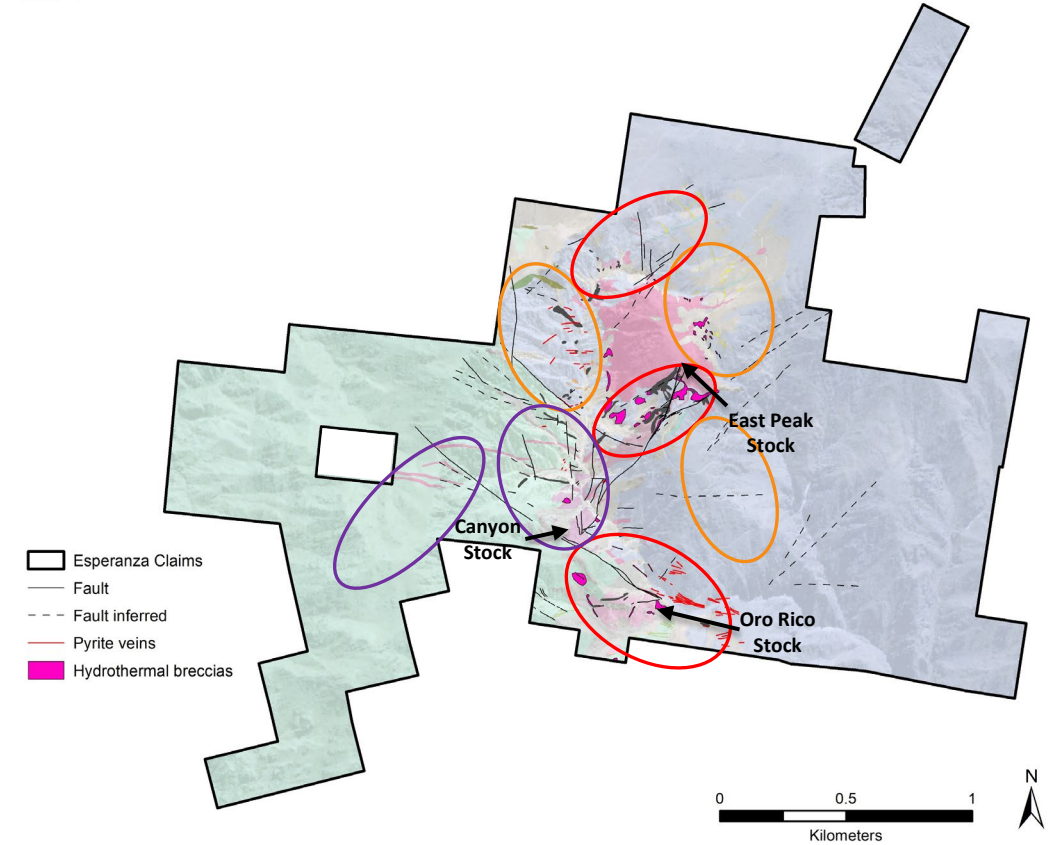 East Peak
Stock
Canyon
Stock
Oro Rico
Stock
Esperanza Claims
Fault
Fault inferred
Pyrite veins
Hydrothermal breccias
N
0 0.5 1
Kilometers